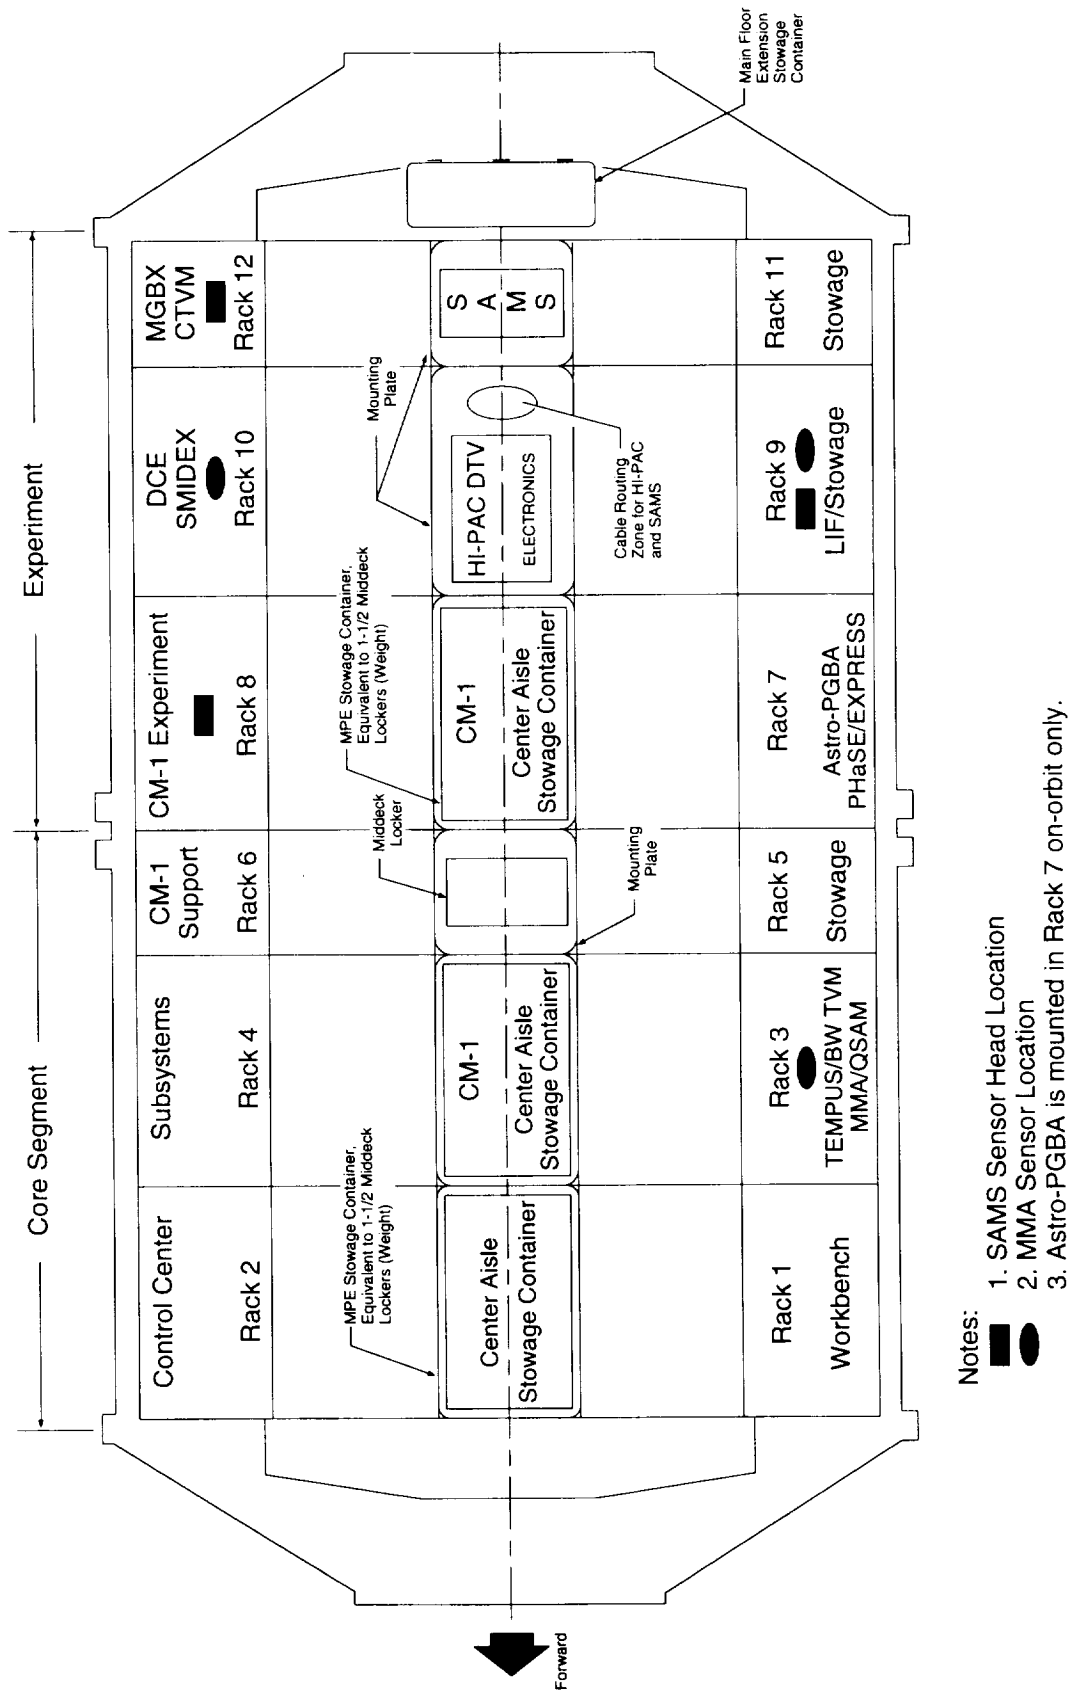 Core Segment
Experiment
Control Center
Rack 2
Subsystems
Rack 4
CM-1
Support
Rack 6
CM-1 Experiment
Rack 8
DCE
SMIDEX
Rack 10
MGBX
CTVM
Rack 12
MPE Stowage Container,
Equivalent to 1-1/2 Middeck
Lockers (Weight)
Middeck
Locker
MPE Stowage Container,
Equivalent to 1-1/2 Middeck
Lockers (Weight)
Mounting
Plate
Forward
Center Aisle
Stowage Container
CM-1
Center Aisle
Stowage Container
CM-1
Center Aisle
Stowage Container
HI-PAC DTV
ELECTRONICS
S
A
M
S
Mounting
Plate
Cable Routing
Zone for HI-PAC
and SAMS
Main Floor
Extension
Stowage
Container
Rack 1
Workbench
Rack 3
TEMPUS/BW TVM
MMA/QSAM
Rack 5
Stowage
Rack 7
Astro-PGBA
PHaSE/EXPRESS
Rack 9
LIF/Stowage
Rack 11
Stowage
Notes:
1. SAMS Sensor Head Location
2. MMA Sensor Location
3. Astro-PGBA is mounted in Rack 7 on-orbit only.